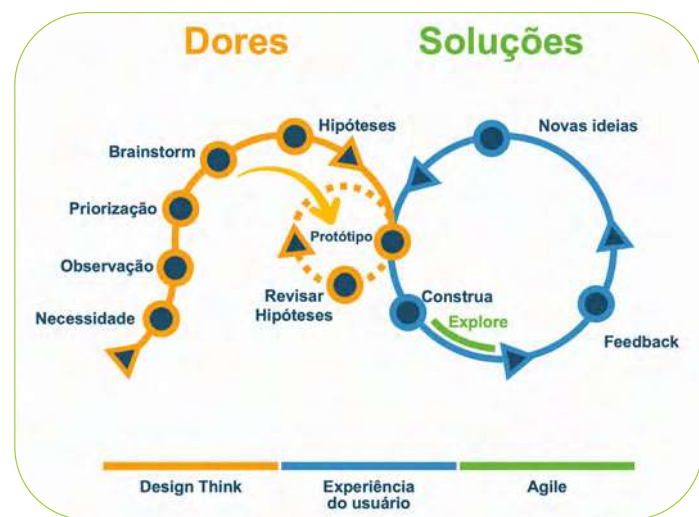 Dores
Soluções
Hipóteses
Novas ideias
Brainstorm
Priorização
Protótipo
Observação
Revisar
Hipóteses
Construa
Necessidade
Explore
Feedback
Design Think
Experiência
do usuário
Agile